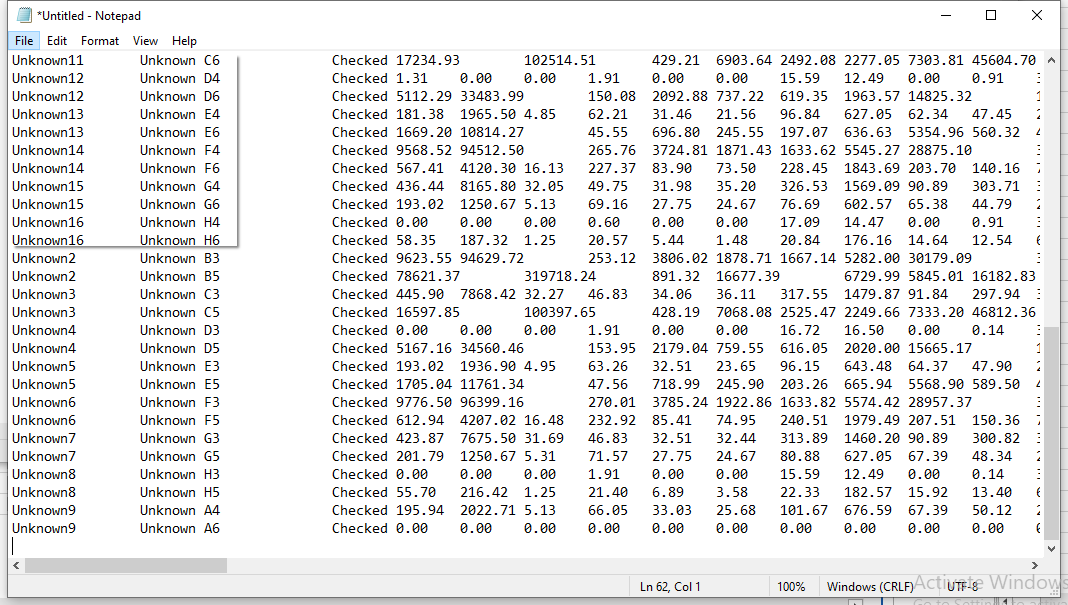 *Untitled - Notepad
File Edit Format View Help
Unknown11 Unknown C6 Checked 17234.93 102514.51 429.21 6903.64 2492.08 2277.05 7303.81 45604.70
Unknown12 Unknown D4 Checked 1.31 0.00 0.00 1.91 0.00 0.00 15.59 12.49 0.00 0.91
Unknown12 Unknown D6 Checked 5112.29 33483.99 150.08 2092.88 737.22 619.35 1963.57 14825.32
Unknown13 Unknown E4 Checked 181.38 1965.50 4.85 62.21 31.46 21.56 96.84 627.05 62.34 47.45
Unknown13 Unknown E6 Checked 1669.20 10814.27 45.55 696.80 245.55 197.07 636.63 5354.96 560.32
Unknown14 Unknown F4 Checked 9568.52 94512.50 265.76 3724.81 1871.43 1633.62 5545.27 28875.10
Unknown14 Unknown F6 Checked 567.41 4120.30 16.13 227.37 83.90 73.50 228.45 1843.69 203.70 140.16
Unknown15 Unknown G4 Checked 436.44 8165.80 32.05 49.75 31.98 35.20 326.53 1569.09 90.89 303.71
Unknown15 Unknown G6 Checked 193.02 1250.67 5.13 69.16 27.75 24.67 76.69 602.57 65.38 44.79
Unknown16 Unknown H4 Checked 0.00 0.00 0.00 0.60 0.00 0.00 17.09 14.47 0.00 0.91
Unknown16 Unknown H6 Checked 58.35 187.32 1.25 20.57 5.44 1.48 20.84 176.16 14.64 12.54
Unknown2 Unknown B3 Checked 9623.55 94629.72 253.12 3806.02 1878.71 1667.14 5282.00 30179.09
Unknown2 Unknown B5 Checked 78621.37 319718.24 891.32 16677.39 6729.99 5845.01 16182.83
Unknown3 Unknown C3 Checked 445.90 7868.42 32.27 46.83 34.06 36.11 317.55 1479.87 91.84 297.94
Unknown3 Unknown C5 Checked 16597.85 100397.65 428.19 7068.08 2525.47 2249.66 7333.20 46812.36
Unknown4 Unknown D3 Checked 0.00 0.00 0.00 1.91 0.00 0.00 16.72 16.50 0.00 0.14
Unknown4 Unknown D5 Checked 5167.16 34560.46 153.95 2179.04 759.55 616.05 2020.00 15665.17
Unknown5 Unknown E3 Checked 193.02 1936.90 4.95 63.26 32.51 23.65 96.15 643.48 64.37 47.90
Unknown5 Unknown E5 Checked 1705.04 11761.34 47.56 718.99 245.90 203.26 665.94 5568.90 589.50
Unknown6 Unknown F3 Checked 9776.50 96399.16 270.01 3785.24 1922.86 1633.82 5574.42 28957.37
Unknown6 Unknown F5 Checked 612.94 4207.02 16.48 232.92 85.41 74.95 240.51 1979.49 207.51 150.36
Unknown7 Unknown G3 Checked 423.87 7675.50 31.69 46.83 32.51 32.44 313.89 1460.20 90.89 300.82
Unknown7 Unknown G5 Checked 201.79 1250.67 5.31 71.57 27.75 24.67 80.88 627.05 67.39 48.34
Unknown8 Unknown H3 Checked 0.00 0.00 0.00 1.91 0.00 0.00 15.59 12.49 0.00 0.14
Unknown8 Unknown H5 Checked 55.70 216.42 1.25 21.40 6.89 3.58 22.33 182.57 15.92 13.40
Unknown9 Unknown A4 Checked 195.94 2022.71 5.13 66.05 33.03 25.68 101.67 676.59 67.39 50.12
Unknown9 Unknown A6 Checked 0.00 0.00 0.00 0.00 0.00 0.00 0.00 0.00 0.00 0.00
Ln 62, Col 1 100% Windows (CRLF) UTF-8
Activate Windows